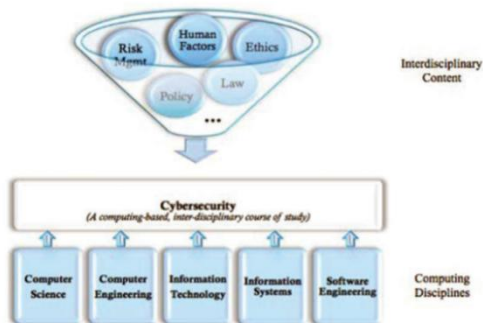 Risk
Mgmt
Human
Factors
Ethics
Policy
Law
...
Interdisciplinary
Content
Cybersecurity
(A computing-based, inter-disciplinary course of study)
Computer
Science
Computer
Engineering
Information
Technology
Information
Systems
Software
Engineering
Computing
Disciplines